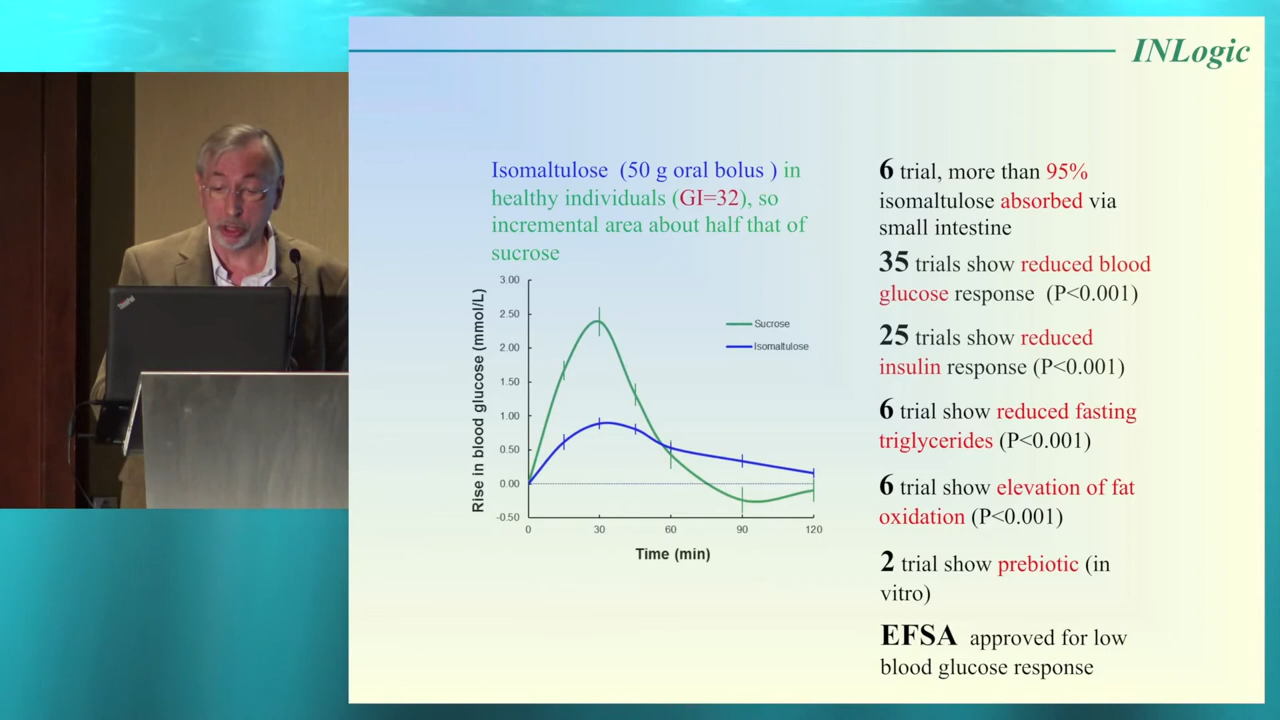 INLogic
Isomaltulose (50 g oral bolus ) in
healthy individuals (GI=32), so
incremental area about half that of
sucrose
3.00
2.50
2.00
1.50
1.00
0.50
0.00
-0.50
Rise in blood glucose (mmol/L)
Sucrose
Isomaltulose
0 30 60 90 120
Time (min)
6 trial, more than 95%
isomaltulose absorbed via
small intestine
35 trials show reduced blood
glucose response (P<0.001)
25 trials show reduced
insulin response (P<0.001)
6 trial show reduced fasting
triglycerides (P<0.001)
6 trial show elevation of fat
oxidation (P<0.001)
2 trial show prebiotic (in
vitro)
EFSA approved for low
blood glucose response
ThinkPad